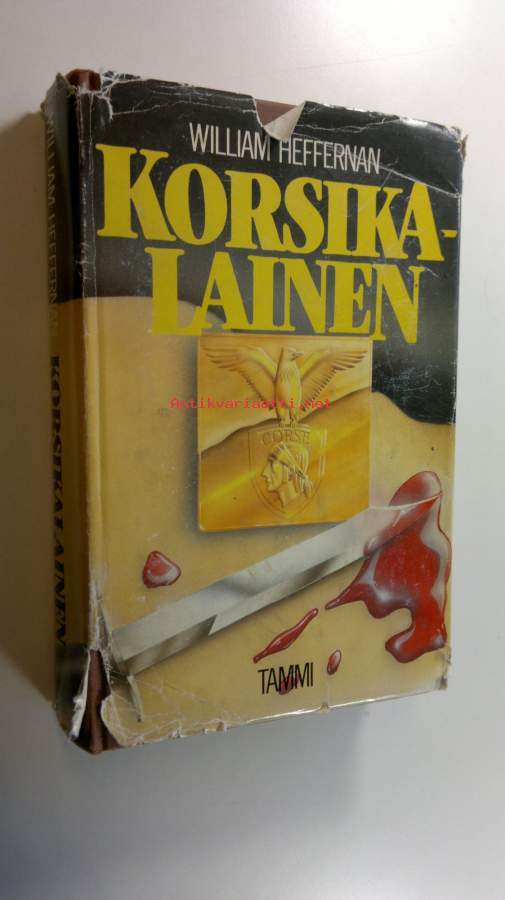 WILLIAM HEFFERNAN
KORSIKA-
LAINEN
Antikvariaatti.net
CORSE
TAMMI
WILLIAM HEFFERNAN
KORSIKALAINEN